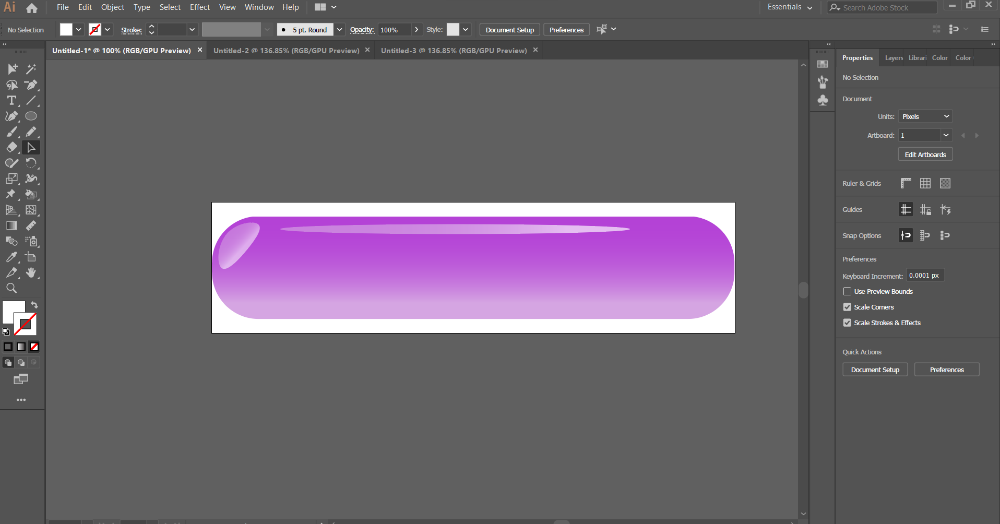 Ai File Edit Object Type Select Effect View Window Help Essentials Search Adobe Stock
No Selection Stroke: 5 pt. Round Opacity: 100% Style: Document Setup Preferences
Untitled-1* @ 100% (RGB/GPU Preview) Untitled-2 @ 136.85% (RGB/GPU Preview) Untitled-3 @ 136.85% (RGB/GPU Preview)
Properties Layers Librari Color Color
No Selection
Document
Units: Pixels
Artboard: 1
Edit Artboards
Ruler & Grids
Guides
Snap Options
Preferences
Keyboard Increment: 0.0001 px
Use Preview Bounds
Scale Corners
Scale Strokes & Effects
Quick Actions
Document Setup Preferences